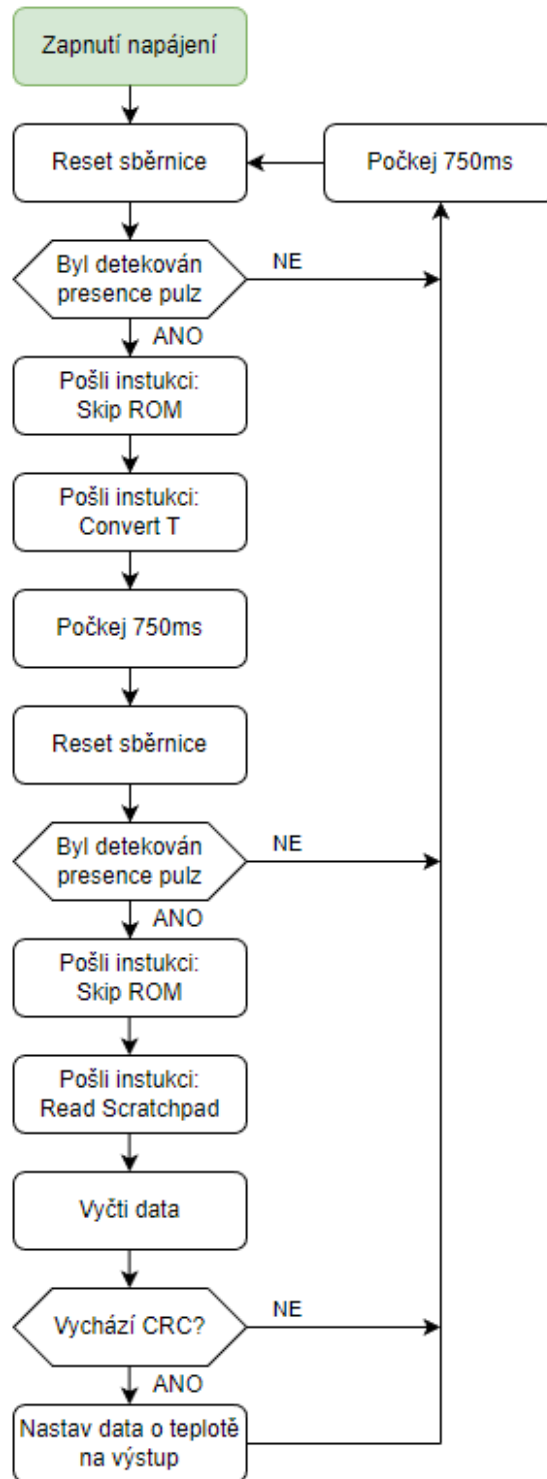 Zapnutí napájení
Reset sběrnice
Počkej 750ms
Byl detekován
presence pulz
NE
ANO
Pošli instukci:
Skip ROM
Pošli instukci:
Convert T
Počkej 750ms
Reset sběrnice
Byl detekován
presence pulz
NE
ANO
Pošli instukci:
Skip ROM
Pošli instukci:
Read Scratchpad
Vyčti data
Vychází CRC?
NE
ANO
Nastav data o teplotě
na výstup